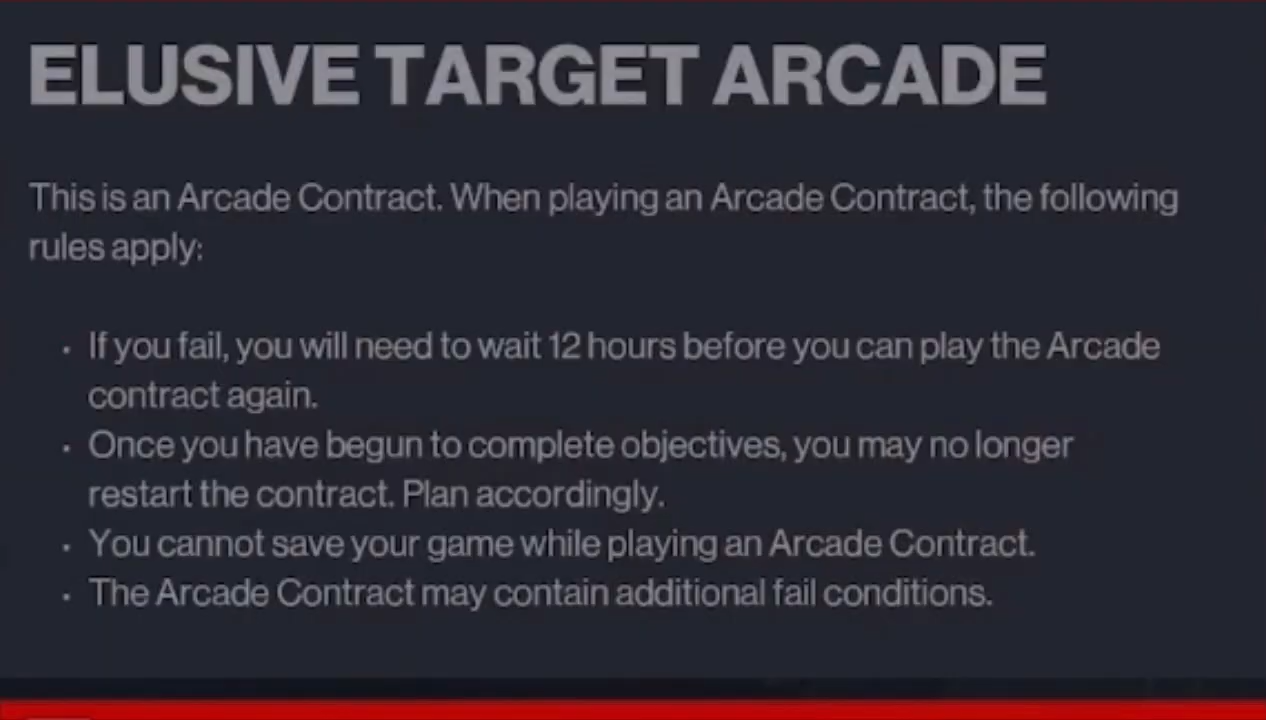 ELUSIVE TARGET ARCADE
This is an Arcade Contract. When playing an Arcade Contract, the following
rules apply:
• If you fail, you will need to wait 12 hours before you can play the Arcade
contract again.
• Once you have begun to complete objectives, you may no longer
restart the contract. Plan accordingly.
• You cannot save your game while playing an Arcade Contract.
• The Arcade Contract may contain additional fail conditions.